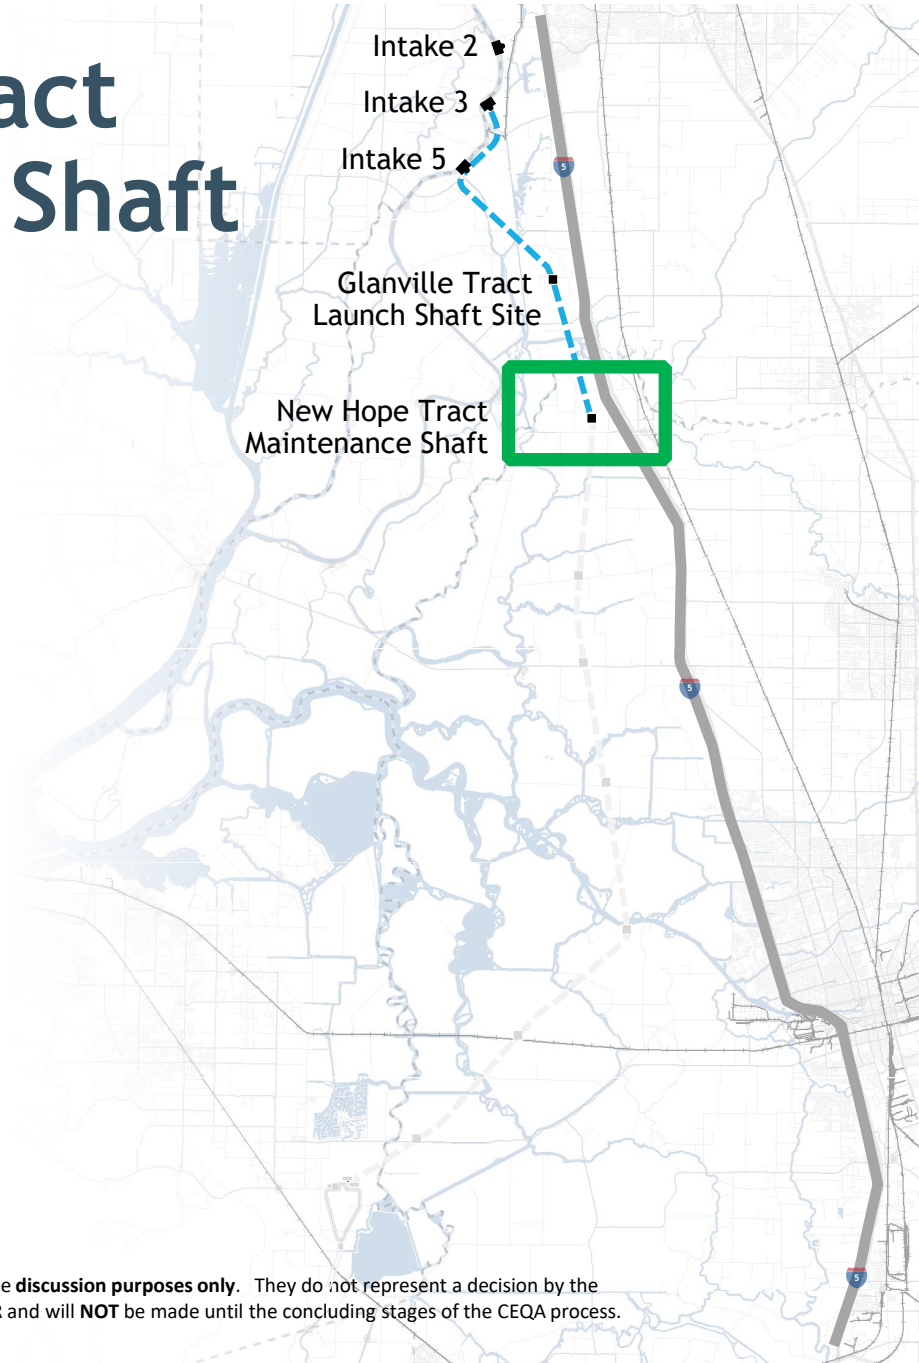 act
Shaft
Intake 2
Intake 3
Intake 5
5
Glanville Tract
Launch Shaft Site
New Hope Tract
Maintenance Shaft
5
5
e discussion purposes only. They do not represent a decision by the
R and will NOT be made until the concluding stages of the CEQA process.